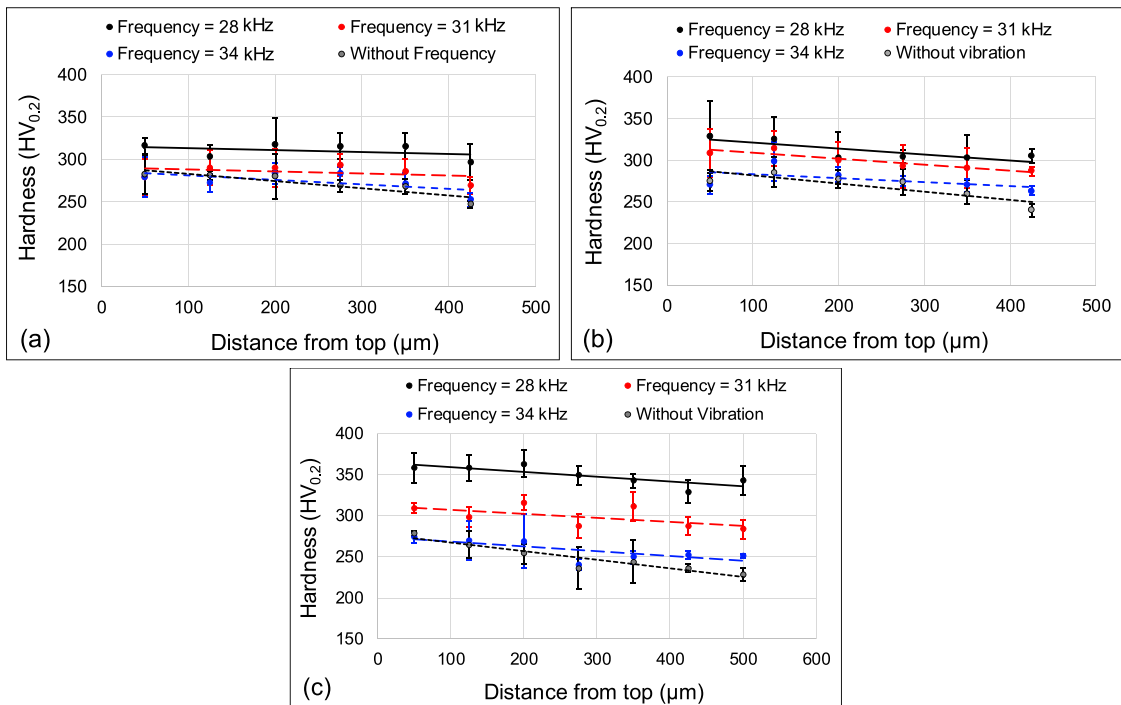 Frequency = 28 kHz
Frequency = 31 kHz
Frequency = 34 kHz
Without Frequency
400
350
300
250
200
150
0
100
200
300
400
500
Hardness (HV0.2)
Distance from top (µm)
(a)
Frequency = 28 kHz
Frequency = 31 kHz
Frequency = 34 kHz
Without vibration
400
350
300
250
200
150
0
100
200
300
400
500
Hardness (HV0.2)
Distance from top (µm)
(b)
Frequency = 28 kHz
Frequency = 31 kHz
Frequency = 34 kHz
Without Vibration
400
350
300
250
200
150
0
100
200
300
400
500
600
Hardness (HV0.2)
Distance from top (µm)
(c)